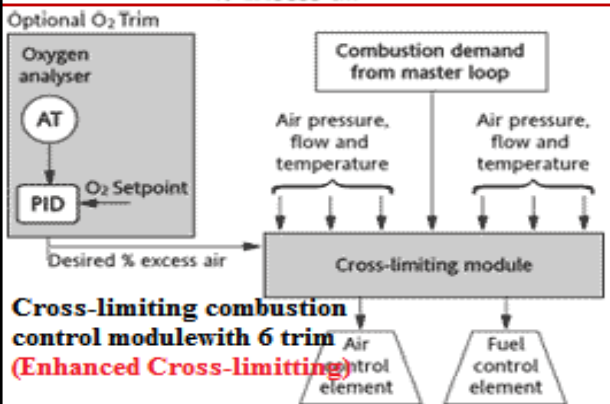 Optional O₂ Trim
Oxygen
analyser
AT
PID
O₂ Setpoint
Desired % excess air
Combustion demand
from master loop
Air pressure,
flow and
temperature
Air pressure,
flow and
temperature
Cross-limiting module
Cross-limiting combustion
control modulewith 6 trim
(Enhanced Cross-limitting)
Air
control
element
Fuel
control
element